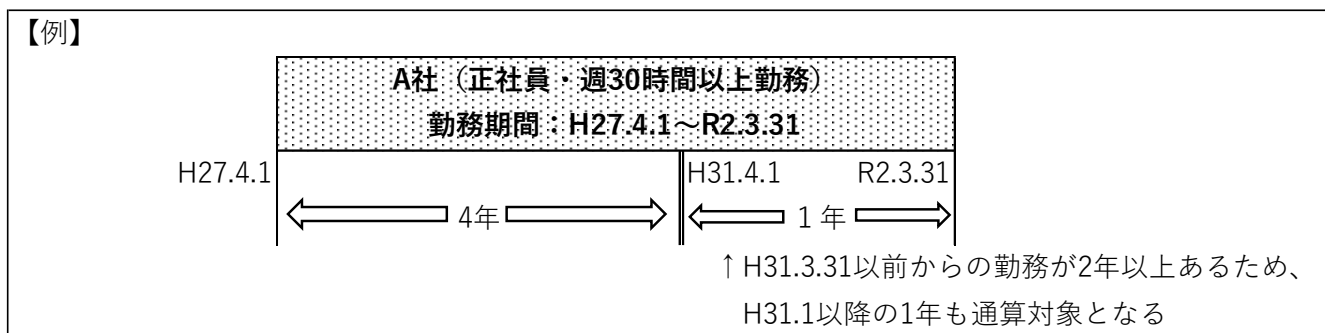 【例】
A社（正社員・週30時間以上勤務）
勤務期間：H27.4.1～R2.3.31
H27.4.1
H31.4.1
R2.3.31
4年
1 年
↑H31.3.31以前からの勤務が2年以上あるため、
H31.1以降の1年も通算対象となる